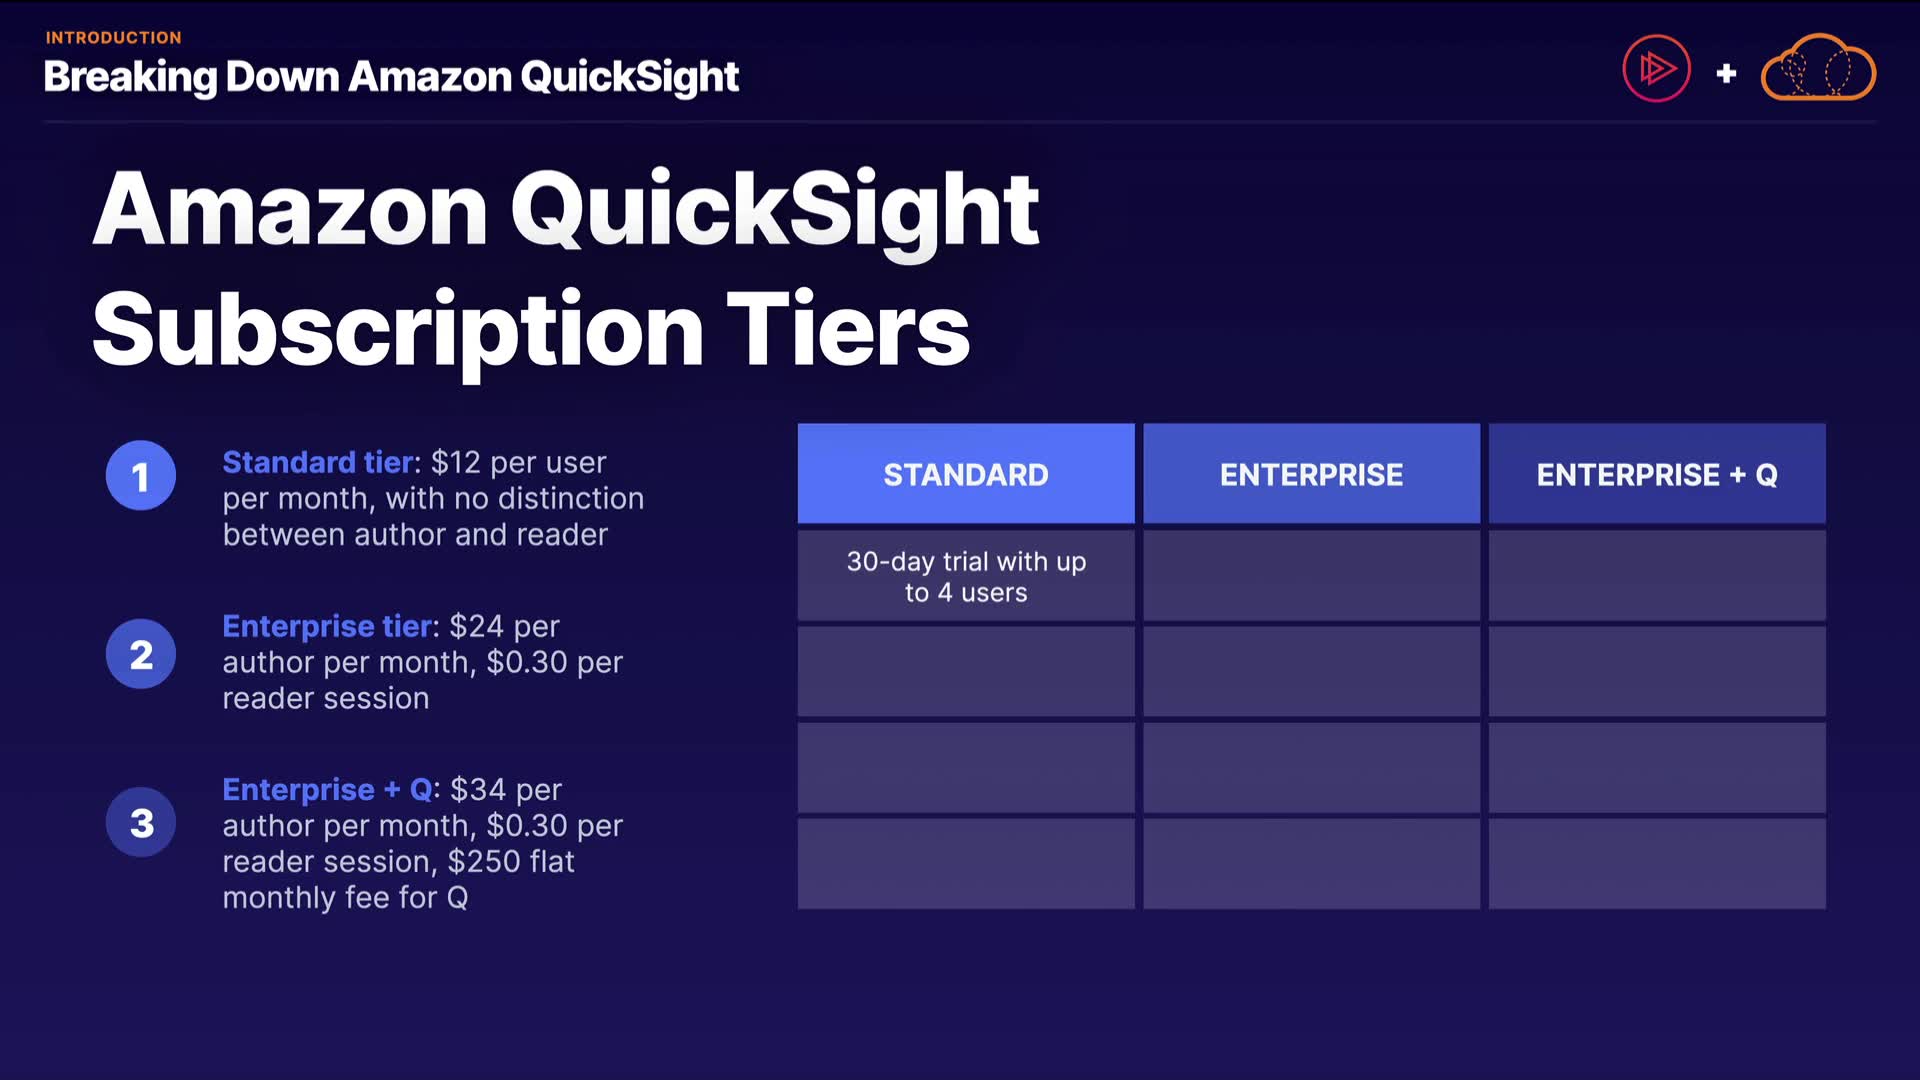 INTRODUCTION
Breaking Down Amazon QuickSight
+
Amazon QuickSight
Subscription Tiers
1
Standard tier: $12 per user
per month, with no distinction
between author and reader
2
Enterprise tier: $24 per
author per month, $0.30 per
reader session
3
Enterprise + Q: $34 per
author per month, $0.30 per
reader session, $250 flat
monthly fee for Q
STANDARD
ENTERPRISE
ENTERPRISE + Q
30-day trial with up
to 4 users